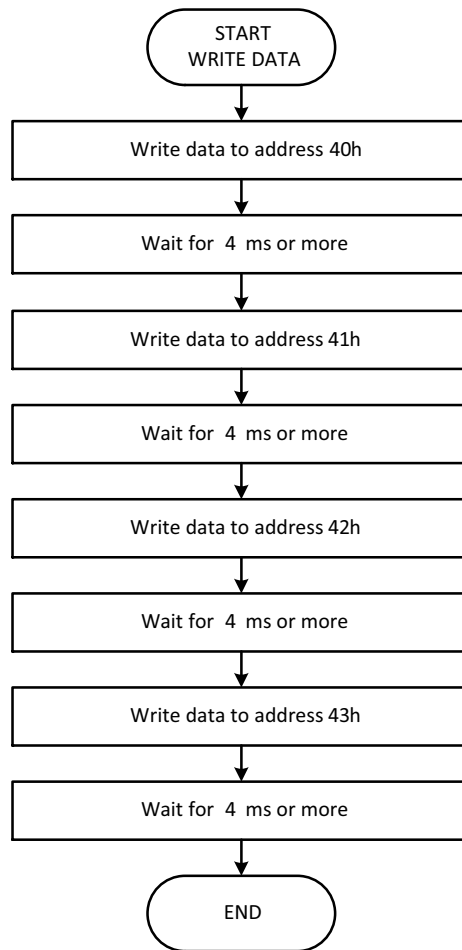 START
WRITE DATA
Write data to address 40h
Wait for 4 ms or more
Write data to address 41h
Wait for 4 ms or more
Write data to address 42h
Wait for 4 ms or more
Write data to address 43h
Wait for 4 ms or more
END